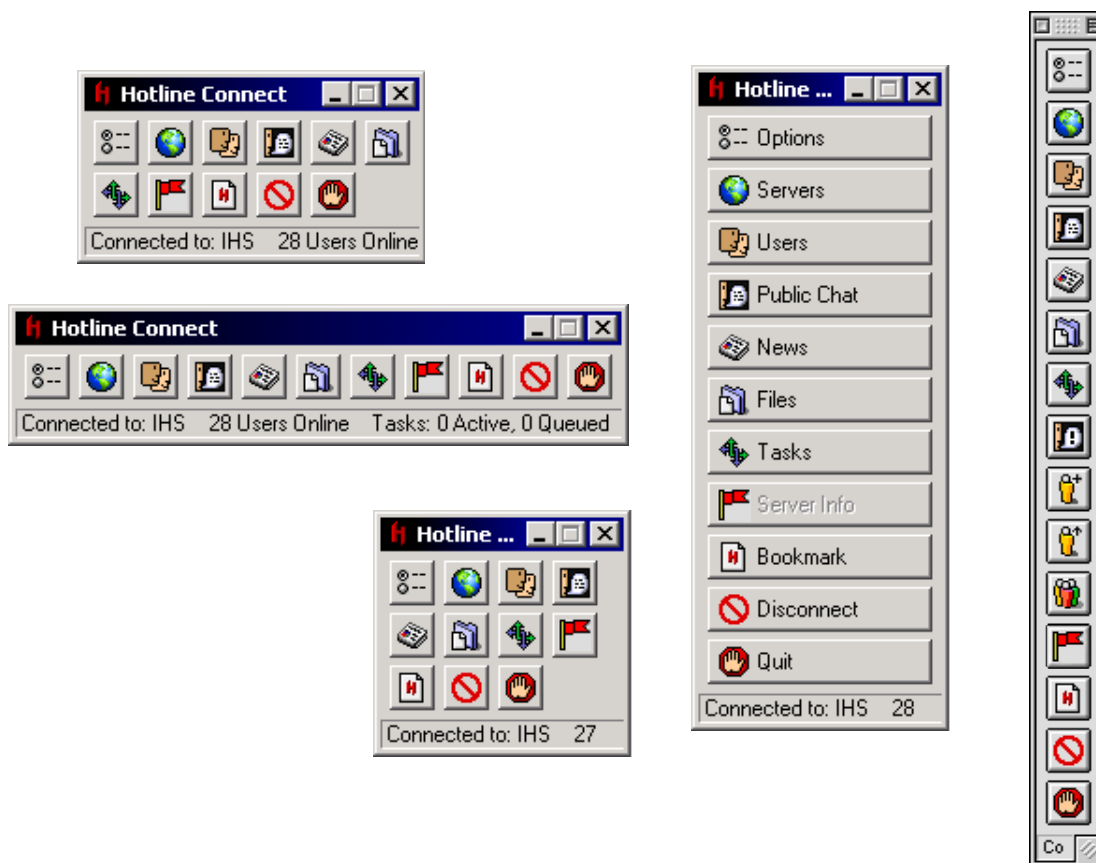 Hotline Connect
Connected to: IHS 28 Users Online
Hotline Connect
Connected to: IHS 28 Users Online Tasks: 0 Active, 0 Queued
Hotline ...
Connected to: IHS 27
Hotline ...
Options
Servers
Users
Public Chat
News
Files
Tasks
Server Info
Bookmark
Disconnect
Quit
Connected to: IHS 28
Co